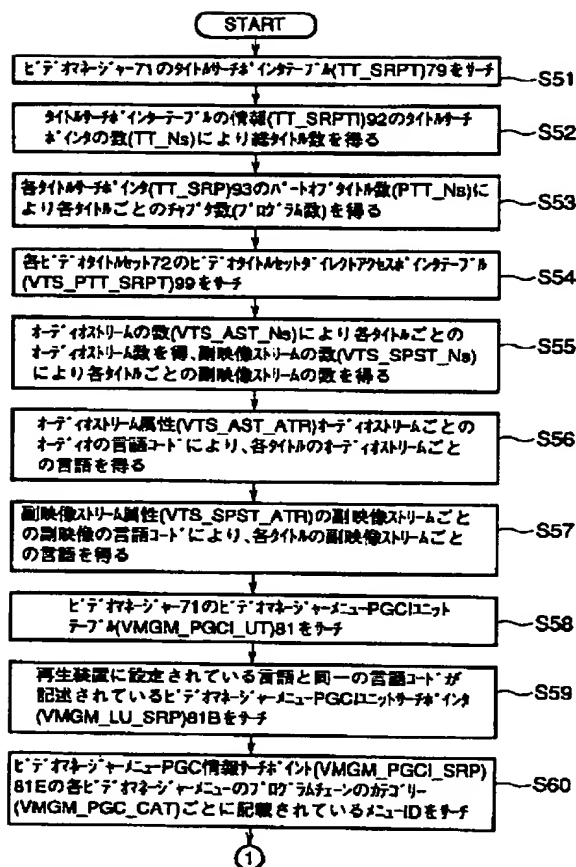 START
ビデオマネージャー71のタイトルサーチポインタテーブル(TT_SRPT)79をサーチ
S51
タイトルサーチポインターテーブルの情報(TT_SRPTI)92のタイトルサーチ
ポインタの数(TT_Ns)により総タイトル数を得る
S52
各タイトルサーチポインタ(TT_SRP)93のパートオブタイトル数(PTT_Ns)に
より各タイトルごとのチャプタ数(プログラム数)を得る
S53
各ビデオタイトルセット72のビデオタイトルセットダイレクトアクセスポインタテーブル
(VTS_PTT_SRPT)99をサーチ
S54
オーディオストリームの数(VTS_AST_Ns)により各タイトルごとの
オーディオストリーム数を得、副映像ストリームの数(VTS_SPST_Ns)
により各タイトルごとの副映像ストリームの数を得る
S55
オーディオストリーム属性(VTS_AST_ATR)オーディオストリームごとの
オーディオの言語コードにより、各タイトルのオーディオストリームごと
の言語を得る
S56
副映像ストリーム属性(VTS_SPST_ATR)の副映像ストリームごと
の副映像の言語コードにより、各タイトルの副映像ストリームごと
の言語を得る
S57
ビデオマネージャー71のビデオマネージャーメニューPGCIユニット
テーブル(VMGM_PGCI_UT)81をサーチ
S58
再生装置に設定されている言語と同一の言語コードが
記述されているビデオマネージャーメニューPGCIユニットサーチポインタ
(VMGM_LU_SRP)81Bをサーチ
S59
ビデオマネージャーメニューPGC情報サーチポイント(VMGM_PGCI_SRP)
81Eの各ビデオマネージャーメニューのプログラムチェーンのカテゴリー
(VMGM_PGC_CAT)ごとに記載されているメニューIDをサーチ
S60
1